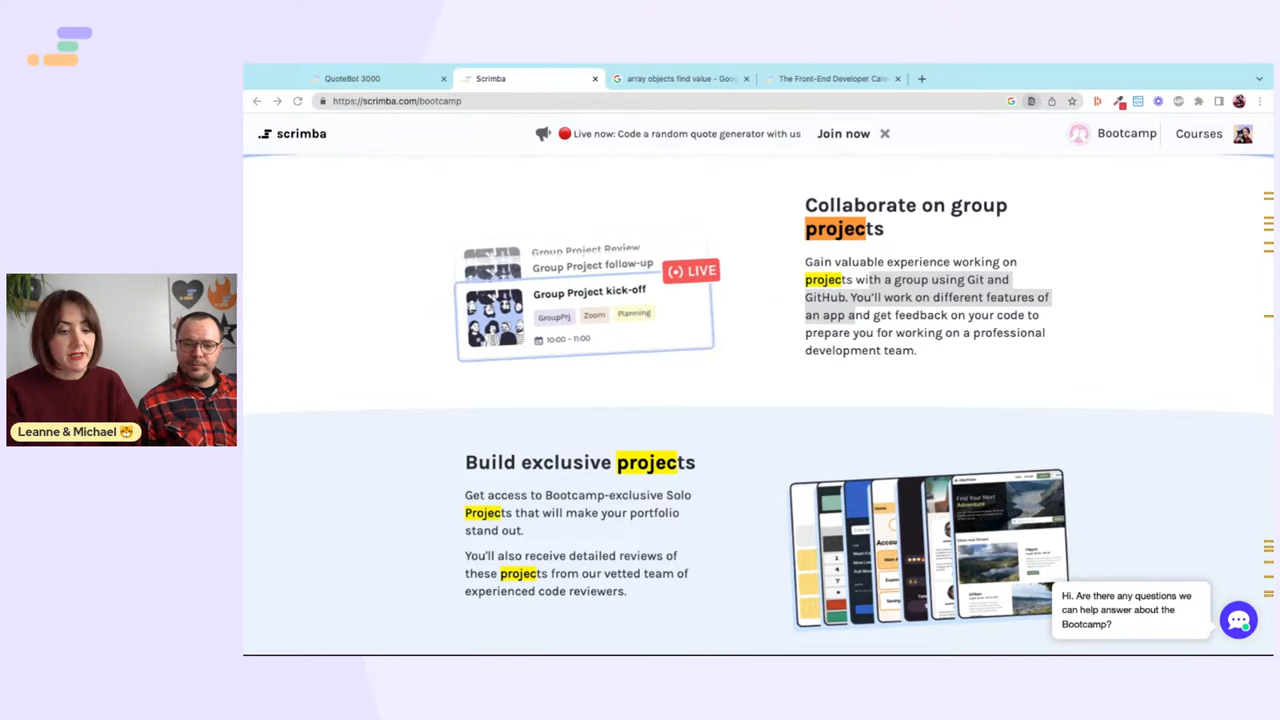 QuoteBot 3000
Scrimba
array objects find value - Goo
The Front-End Developer Care
https://scrimba.com/bootcamp
scrimba
Live now: Code a random quote generator with us
Join now
Bootcamp
Courses
Group Project Review
Group Project follow-up
LIVE
Group Project kick-off
GroupPrj
Zoom
Planning
10:00 - 11:00
Collaborate on group
projects
Gain valuable experience working on
projects with a group using Git and
GitHub. You'll work on different features of
an app and get feedback on your code to
prepare you for working on a professional
development team.
Leanne & Michael
Build exclusive projects
Get access to Bootcamp-exclusive Solo
Projects that will make your portfolio
stand out.
You'll also receive detailed reviews of
these projects from our vetted team of
experienced code reviewers.
Find Your Next
Adventure
Hi. Are there any questions we
can help answer about the
Bootcamp?